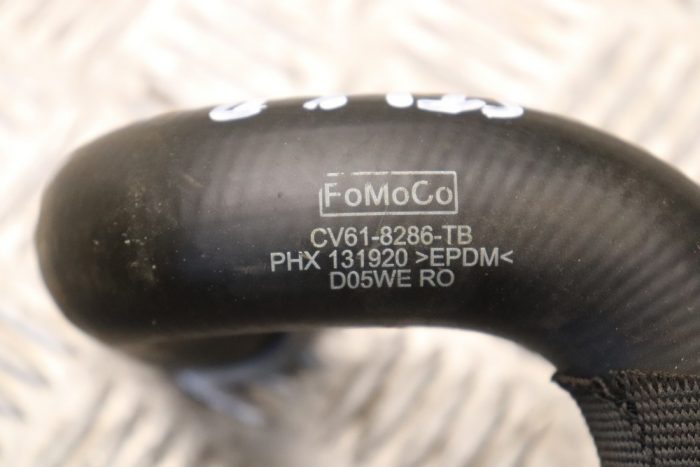 FoMoCo
CV61-8286-TB
PHX 131920 >EPDM<
D05WE RO